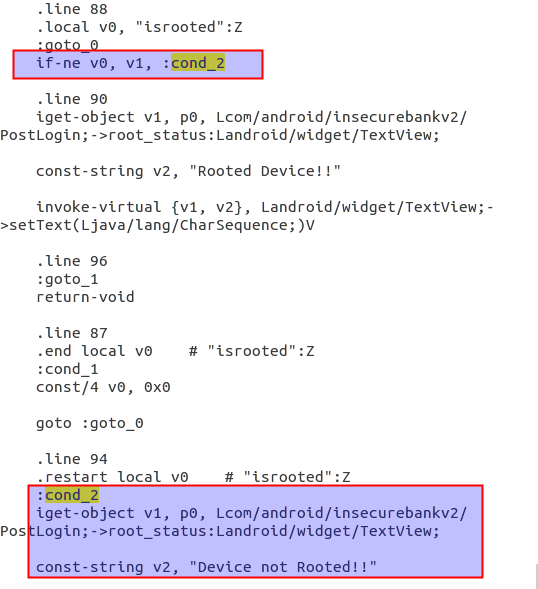 .line 88
.local v0, "isrooted":Z
:goto_0
if-ne v0, v1, :cond_2
.line 90
iget-object v1, p0, Lcom/android/insecurebankv2/
PostLogin;->root_status:Landroid/widget/TextView;
const-string v2, "Rooted Device!!"
invoke-virtual {v1, v2}, Landroid/widget/TextView;-
>setText(Ljava/lang/CharSequence;)V
.line 96
:goto_1
return-void
.line 87
.end local v0    # "isrooted":Z
:cond_1
const/4 v0, 0x0
goto :goto_0
.line 94
.restart local v0    # "isrooted":Z
:cond_2
iget-object v1, p0, Lcom/android/insecurebankv2/
PostLogin;->root_status:Landroid/widget/TextView;
const-string v2, "Device not Rooted!!"